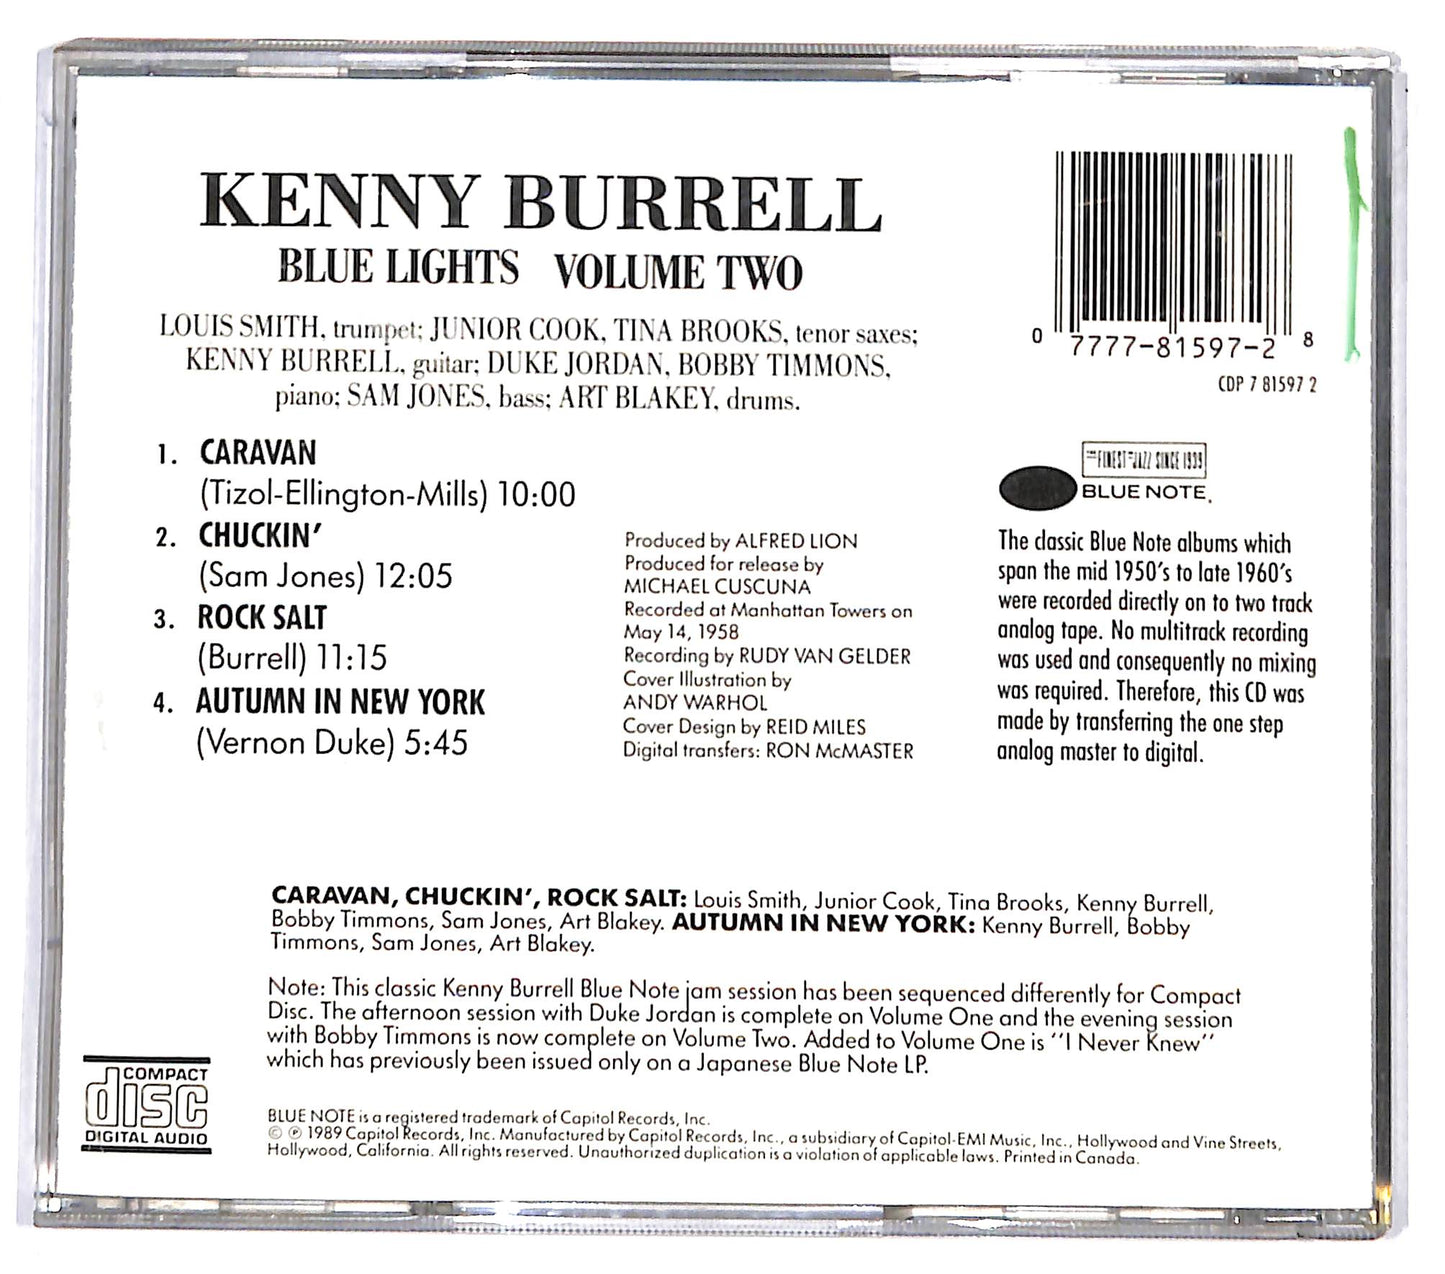 KENNY BURRELL
BLUE LIGHTS VOLUME TWO
LOUIS SMITH, trumpet; JUNIOR COOK, TINA BROOKS, tenor saxes;
KENNY BURRELL, guitar; DUKE JORDAN, BOBBY TIMMONS,
piano; SAM JONES, bass; ART BLAKEY, drums.
1. CARAVAN
(Tizol-Ellington-Mills) 10:00
2. CHUCKIN'
(Sam Jones) 12:05
3. ROCK SALT
(Burrell) 11:15
4. AUTUMN IN NEW YORK
(Vernon Duke) 5:45
Produced by ALFRED LION
Produced for release by
MICHAEL CUSCUNA
Recorded at Manhattan Towers on
May 14, 1958
Recording by RUDY VAN GELDER
Cover Illustration by
ANDY WARHOL
Cover Design by REID MILES
Digital transfers: RON McMASTER
0 7777-81597-2 8
CDP 7 81597 2
THE FINEST IN JAZZ SINCE 1939
BLUE NOTE.
The classic Blue Note albums which
span the mid 1950's to late 1960's
were recorded directly on to two track
analog tape. No multitrack recording
was used and consequently no mixing
was required. Therefore, this CD was
made by transferring the one step
analog master to digital.
CARAVAN, CHUCKIN', ROCK SALT: Louis Smith, Junior Cook, Tina Brooks, Kenny Burrell,
Bobby Timmons, Sam Jones, Art Blakey. AUTUMN IN NEW YORK: Kenny Burrell, Bobby
Timmons, Sam Jones, Art Blakey.
Note: This classic Kenny Burrell Blue Note jam session has been sequenced differently for Compact
Disc. The afternoon session with Duke Jordan is complete on Volume One and the evening session
with Bobby Timmons is now complete on Volume Two. Added to Volume One is "I Never Knew"
which has previously been issued only on a Japanese Blue Note LP.
COMPACT
disc
DIGITAL AUDIO
BLUE NOTE is a registered trademark of Capitol Records, Inc.
© ℗ 1989 Capitol Records, Inc. Manufactured by Capitol Records, Inc., a subsidiary of Capitol-EMI Music, Inc., Hollywood and Vine Streets,
Hollywood, California. All rights reserved. Unauthorized duplication is a violation of applicable laws. Printed in Canada.